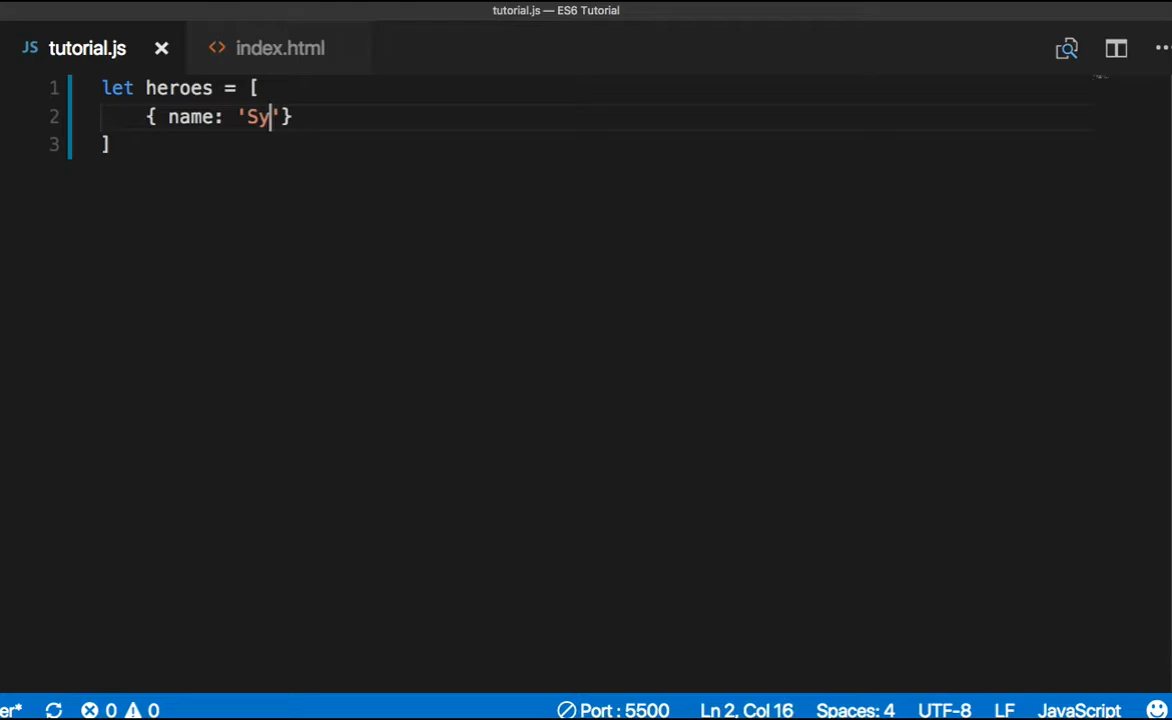 tutorial.js — ES6 Tutorial
JS tutorial.js × <> index.html ...
1 let heroes = [
2 { name: 'Sy'}
3 ]
er* 0 0 Port : 5500 Ln 2, Col 16 Spaces: 4 UTF-8 LF JavaScript